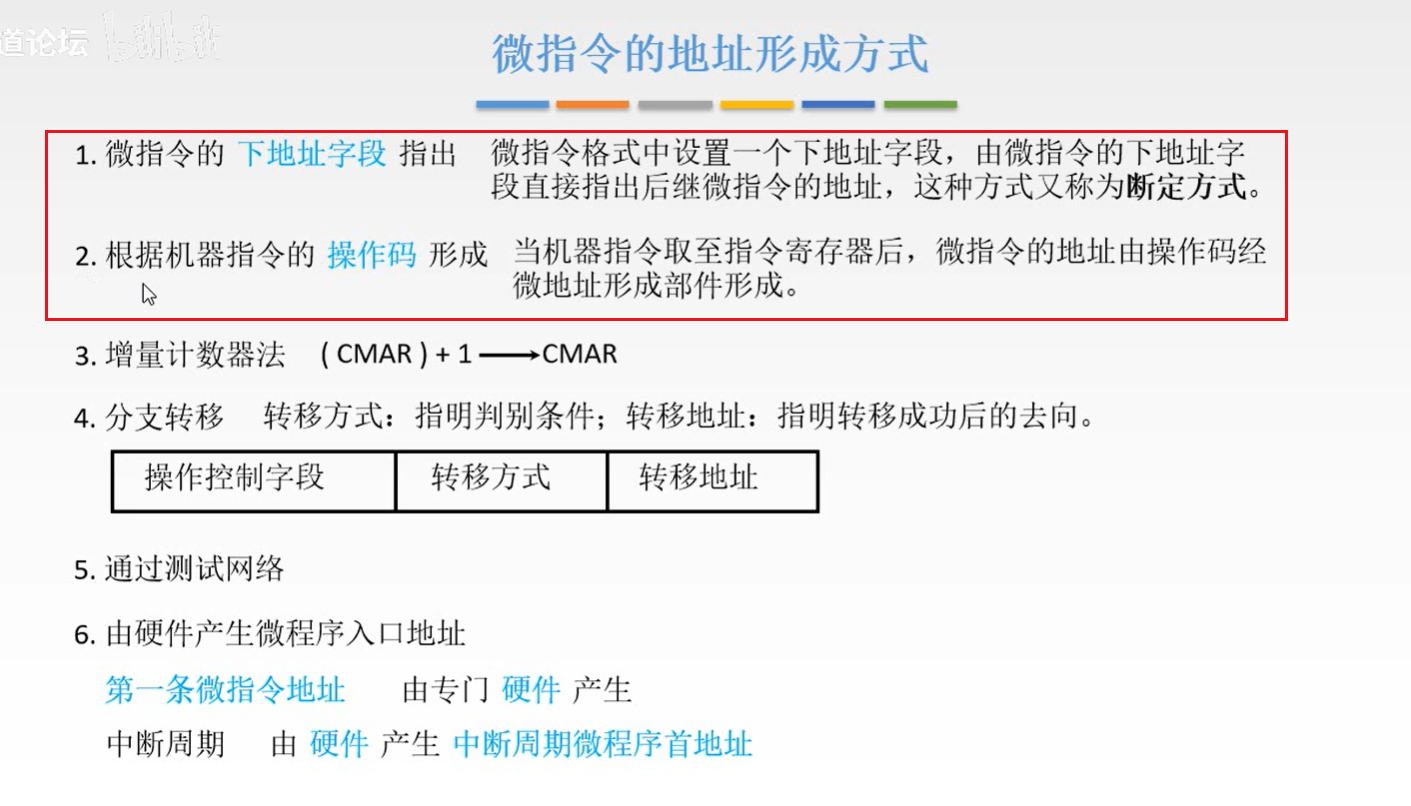 道论坛 bilibili
微指令的地址形成方式
1. 微指令的 下地址字段 指出 微指令格式中设置一个下地址字段，由微指令的下地址字
段直接指出后继微指令的地址，这种方式又称为断定方式。
2. 根据机器指令的 操作码 形成 当机器指令取至指令寄存器后，微指令的地址由操作码经
微地址形成部件形成。
3. 增量计数器法 ( CMAR ) + 1 ⟶ CMAR
4. 分支转移 转移方式：指明判别条件；转移地址：指明转移成功后的去向。
操作控制字段 转移方式 转移地址
5. 通过测试网络
6. 由硬件产生微程序入口地址
第一条微指令地址 由专门 硬件 产生
中断周期 由 硬件 产生 中断周期微程序首地址